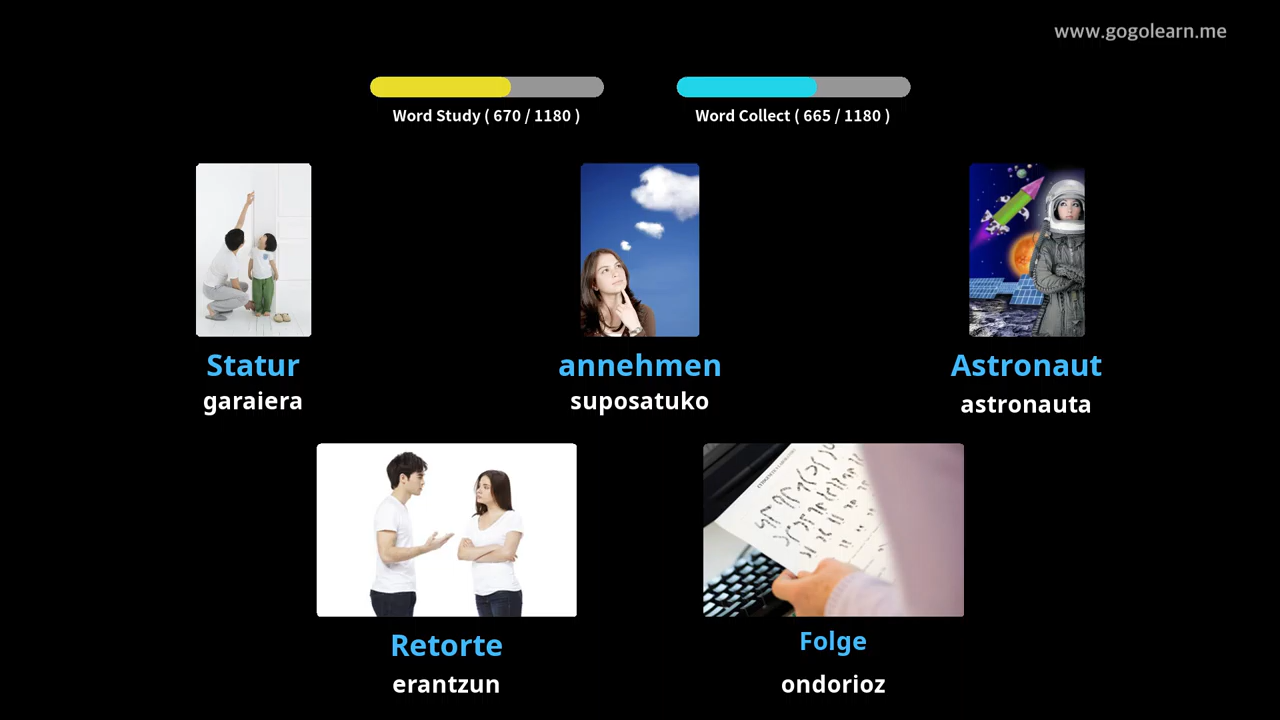 www.gogolearn.me
Word Study ( 670 / 1180 )
Word Collect ( 665 / 1180 )
Statur
garaiera
annehmen
suposatuko
Astronaut
astronauta
Retorte
erantzun
Folge
ondorioz